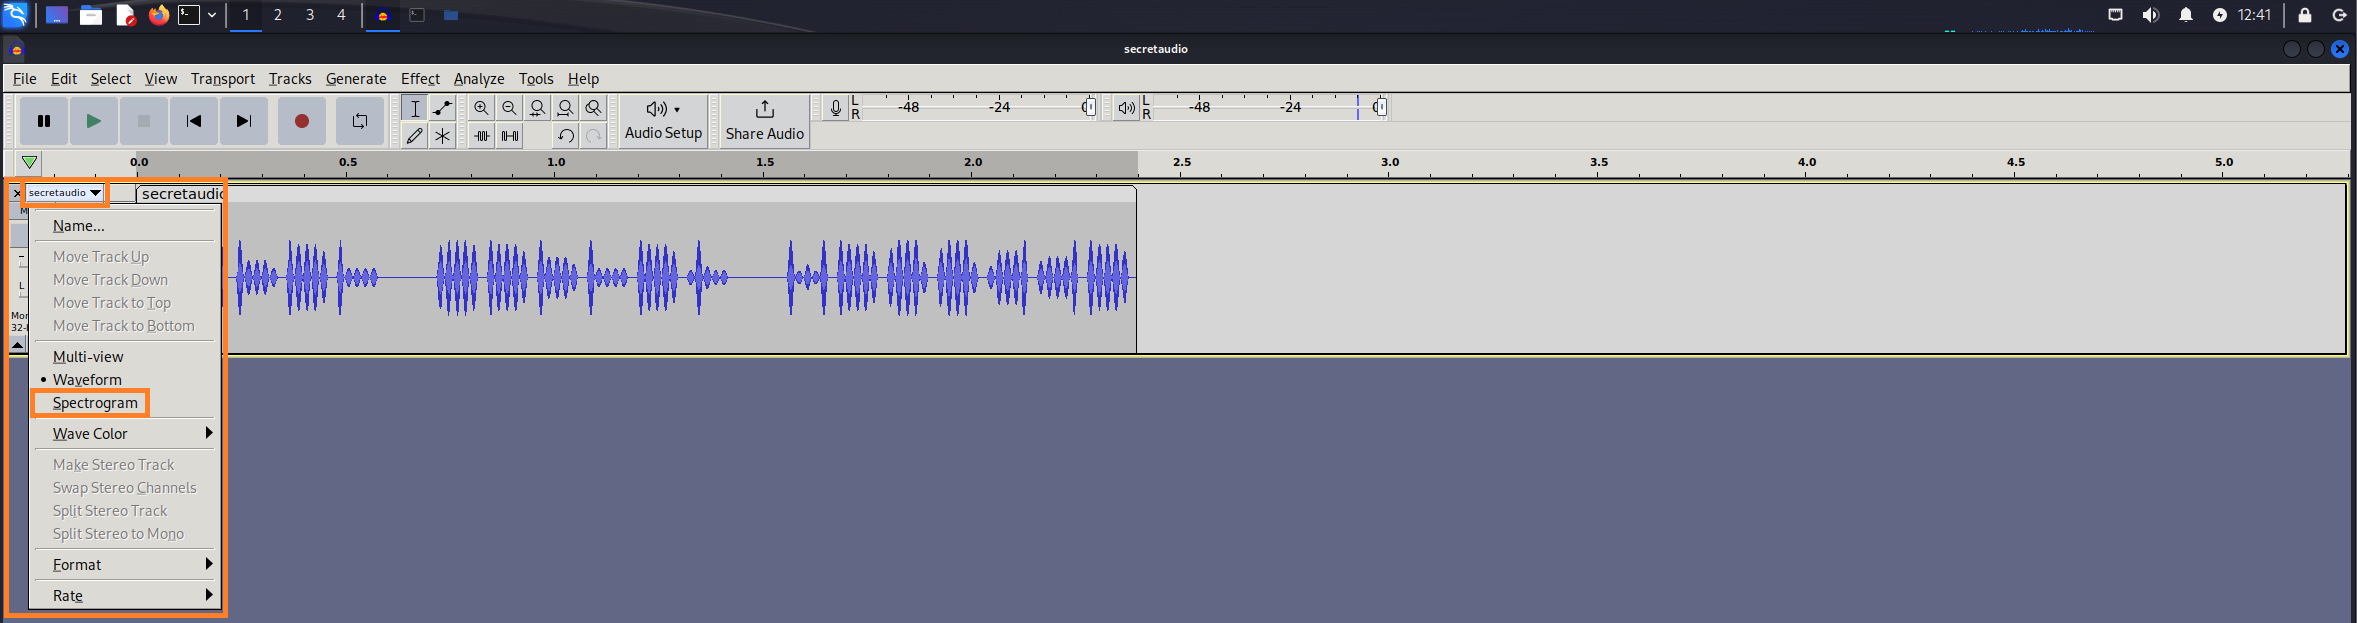 1 2 3 4 12:41
secretaudio
File Edit Select View Transport Tracks Generate Effect Analyze Tools Help
L -48 -24 0 L -48 -24 0
R R
Audio Setup Share Audio
0.0 0.5 1.0 1.5 2.0 2.5 3.0 3.5 4.0 4.5 5.0
secretaudio secretaudio
Name...
Move Track Up
Move Track Down
L
Move Track to Top
Mon
Move Track to Bottom
32-
Multi-view
Waveform
Spectrogram
Wave Color
Make Stereo Track
Swap Stereo Channels
Split Stereo Track
Split Stereo to Mono
Format
Rate